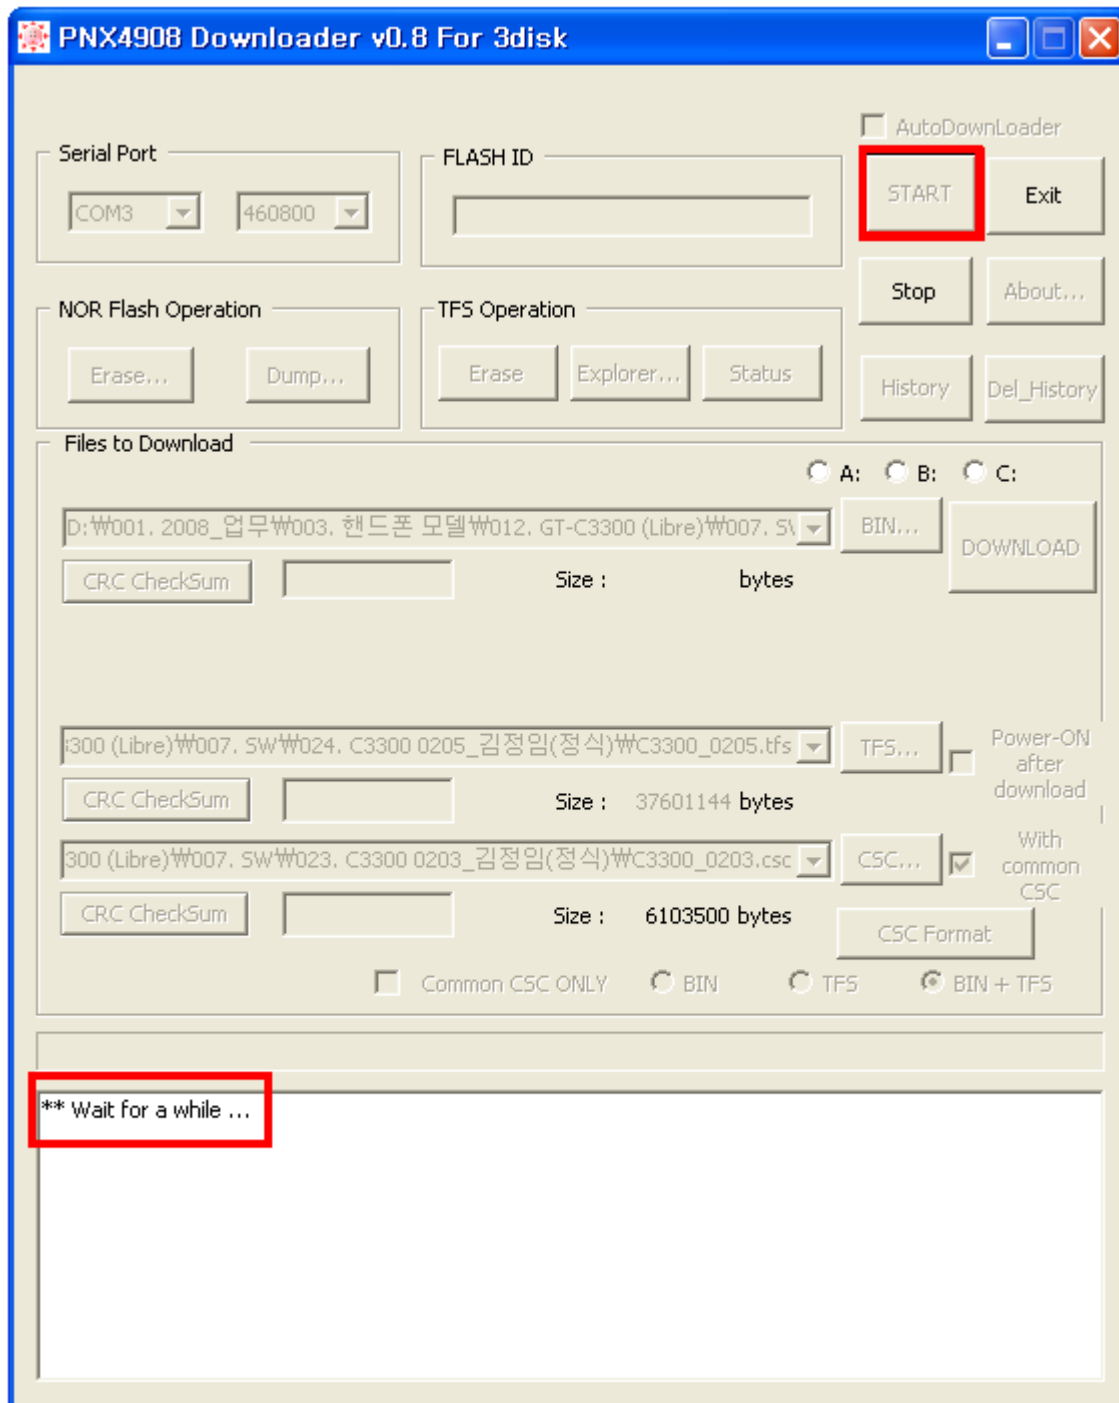 PNX4908 Downloader v0.8 For 3disk
AutoDownLoader
Serial Port
FLASH ID
START
Exit
COM3
460800
Stop
About...
NOR Flash Operation
TFS Operation
Erase...
Dump...
Erase
Explorer...
Status
History
Del_History
Files to Download
A:
B:
C:
D:₩001. 2008_업무₩003. 핸드폰 모델₩012. GT-C3300 (Libre)₩007. SW
BIN...
DOWNLOAD
CRC CheckSum
Size :
bytes
300 (Libre)₩007. SW₩024. C3300 0205_김정임(정식)₩C3300_0205.tfs
TFS...
Power-ON
after
download
CRC CheckSum
Size : 37601144 bytes
300 (Libre)₩007. SW₩023. C3300 0203_김정임(정식)₩C3300_0203.csc
CSC...
With
common
CSC
CRC CheckSum
Size : 6103500 bytes
CSC Format
Common CSC ONLY
BIN
TFS
BIN + TFS
** Wait for a while ...